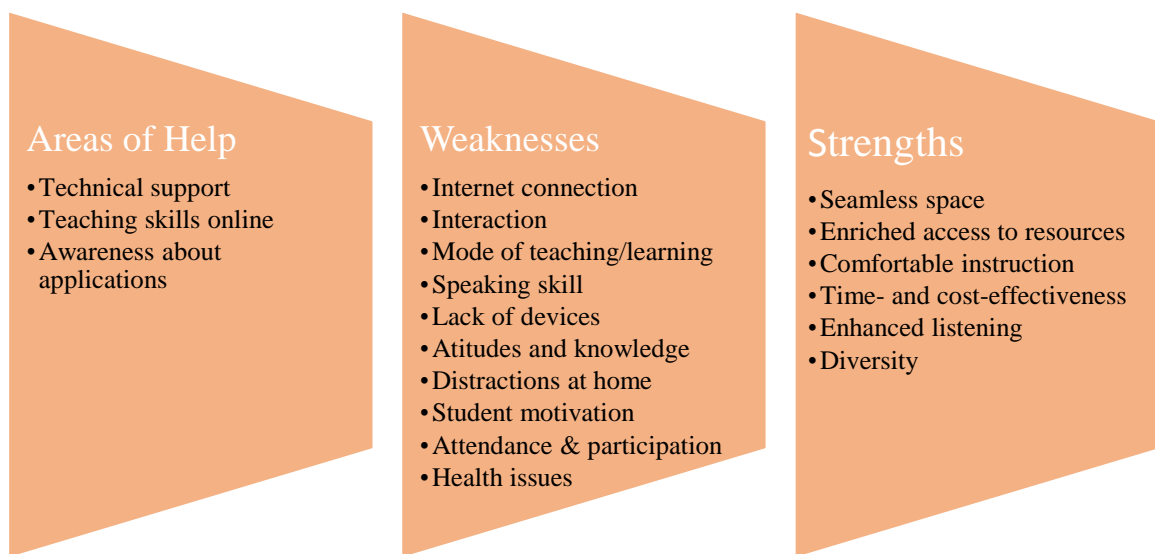 Areas of Help
•Technical support
•Teaching skills online
•Awareness about
applications
Weaknesses
•Internet connection
•Interaction
•Mode of teaching/learning
•Speaking skill
•Lack of devices
•Atitudes and knowledge
•Distractions at home
•Student motivation
•Attendance & participation
•Health issues
Strengths
•Seamless space
•Enriched access to resources
•Comfortable instruction
•Time- and cost-effectiveness
•Enhanced listening
•Diversity